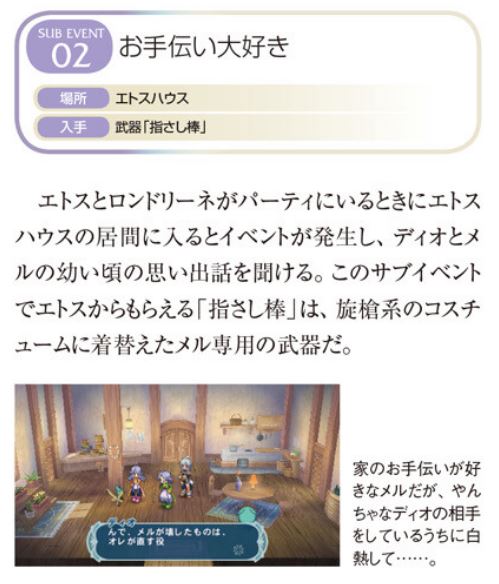 SUB EVENT
02
お手伝い大好き
場所 エトスハウス
入手 武器「指さし棒」
エトスとロンドリーネがパーティにいるときにエトス
ハウスの居間に入るとイベントが発生し、ディオとメ
ルの幼い頃の思い出話を聞ける。このサブイベント
でエトスからもらえる「指さし棒」は、旋槍系のコスチ
ュームに着替えたメル専用の武器だ。
ディオ
んで、メルが壊したものは、
オレが直す役
家のお手伝いが好
きなメルだが、やん
ちゃなディオの相手
をしているうちに白
熱して……。